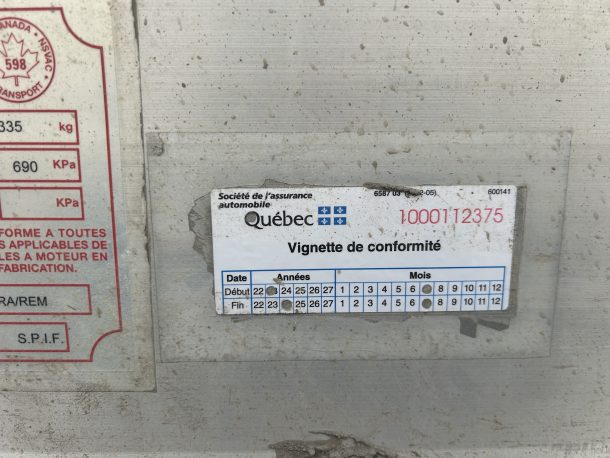 CANADA • NSVAC
598
TRANSPORT
335 kg
690 KPa
KPa
FORME A TOUTES
S APPLICABLES DE
LES A MOTEUR EN
FABRICATION.
RA/REM
S.P.I.F.
Société de l'assurance
automobile
Québec
600141
1000112375
Vignette de conformité
Date Années Mois
Début 22 24 25 26 27 1 2 3 4 5 6 8 9 10 11 12
Fin 22 23 25 26 27 1 2 3 4 5 6 8 9 10 11 12